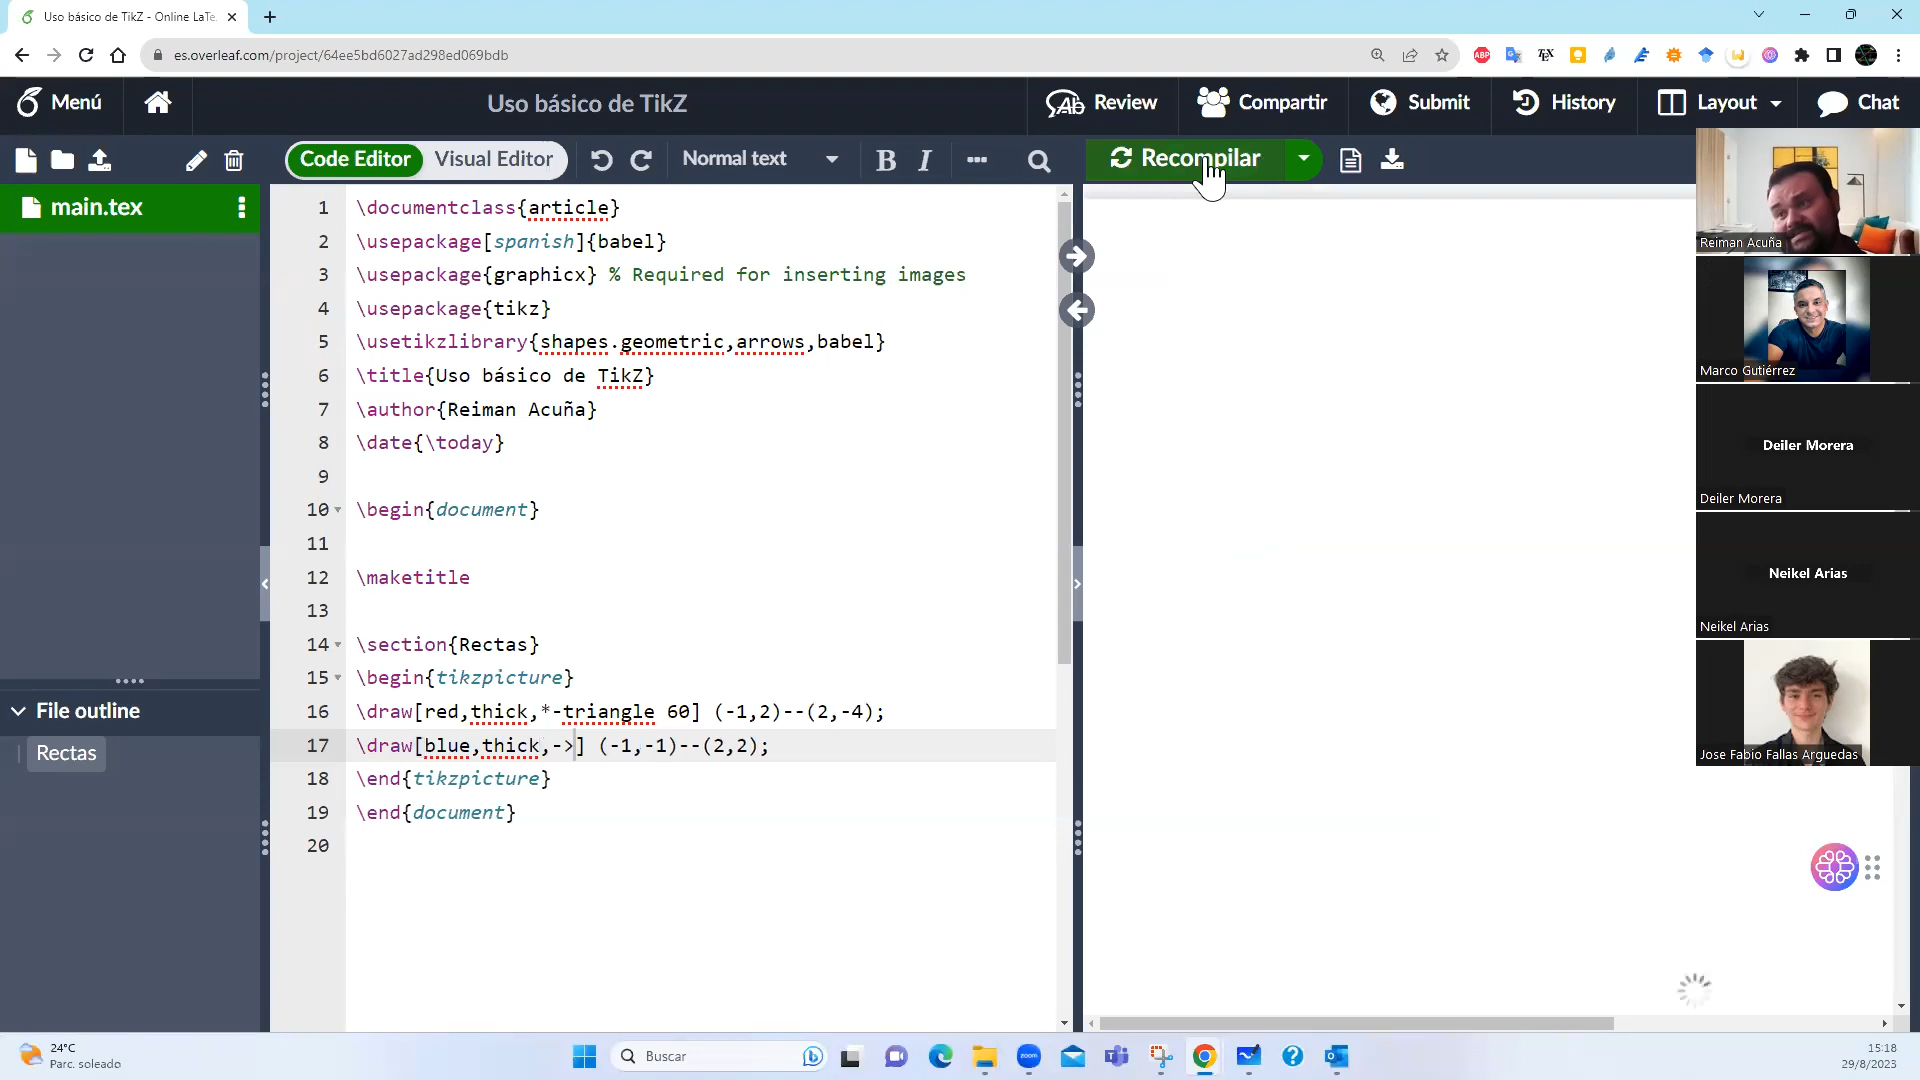 Uso básico de TikZ - Online LaTe
es.overleaf.com/project/64ee5bd6027ad298ed069bdb
ABP
TEX
Menú
Uso básico de TikZ
Review
Compartir
Submit
History
Layout
Chat
Code Editor
Visual Editor
Normal text
B
I
Recompilar
main.tex
1 \documentclass{article}
2 \usepackage[spanish]{babel}
3 \usepackage{graphicx} % Required for inserting images
4 \usepackage{tikz}
5 \usetikzlibrary{shapes.geometric,arrows,babel}
6 \title{Uso básico de TikZ}
7 \author{Reiman Acuña}
8 \date{\today}
9
10 \begin{document}
11
12 \maketitle
13
14 \section{Rectas}
15 \begin{tikzpicture}
16 \draw[red,thick,*-triangle 60] (-1,2)--(2,-4);
17 \draw[blue,thick,->] (-1,-1)--(2,2);
18 \end{tikzpicture}
19 \end{document}
20
File outline
Rectas
Reiman Acuña
Marco Gutiérrez
Deiler Morera
Deiler Morera
Neikel Arias
Neikel Arias
Jose Fabio Fallas Arguedas
24°C
Parc. soleado
Buscar
zoom
15:18
29/8/2023